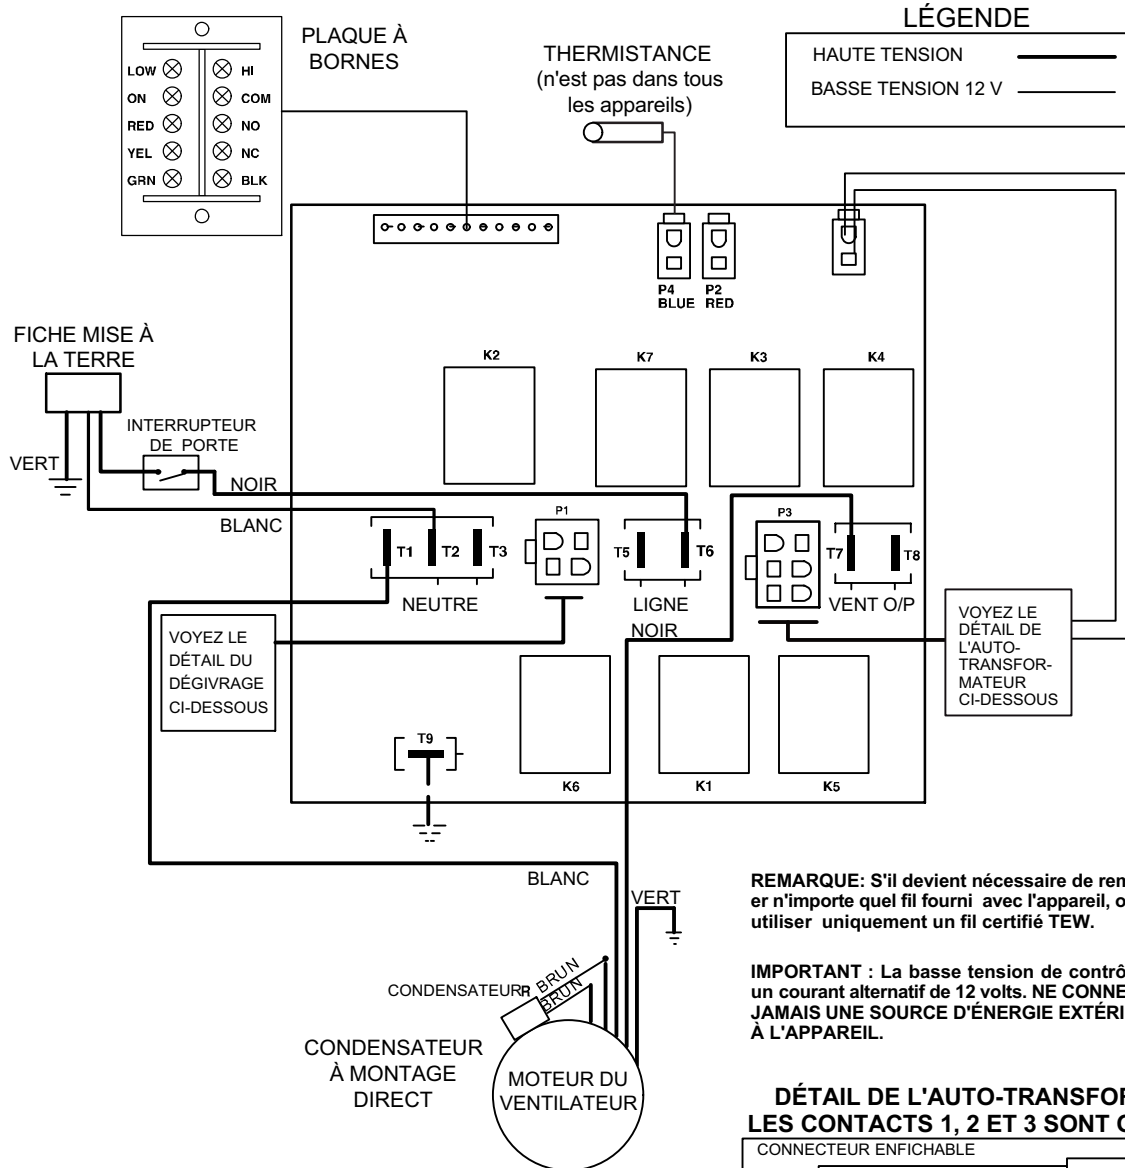 LÉGENDE
HAUTE TENSION
BASSE TENSION 12 V
PLAQUE À
BORNES
LOW HI
ON COM
RED NO
YEL NC
GRN BLK
THERMISTANCE
(n'est pas dans tous
les appareils)
P4
BLUE
P2
RED
FICHE MISE À
LA TERRE
INTERRUPTEUR
DE PORTE
VERT
NOIR
BLANC
K2
K7
K3
K4
T1
T2
T3
NEUTRE
P1
T5
T6
LIGNE
NOIR
P3
T7
T8
VENT O/P
VOYEZ LE
DÉTAIL DU
DÉGIVRAGE
CI-DESSOUS
VOYEZ LE
DÉTAIL DE
L'AUTO-
TRANSFOR-
MATEUR
CI-DESSOUS
T9
K6
K1
K5
BLANC
VERT
BRUN
BRUN
CONDENSATEUR
CONDENSATEUR
À MONTAGE
DIRECT
MOTEUR DU
VENTILATEUR
REMARQUE: S'il devient nécessaire de rem
er n'importe quel fil fourni avec l'appareil, o
utiliser uniquement un fil certifié TEW.
IMPORTANT : La basse tension de contrô
un courant alternatif de 12 volts. NE CONNE
JAMAIS UNE SOURCE D'ÉNERGIE EXTÉRI
À L'APPAREIL.
DÉTAIL DE L'AUTO-TRANSFOR
LES CONTACTS 1, 2 ET 3 SONT C
CONNECTEUR ENFICHABLE